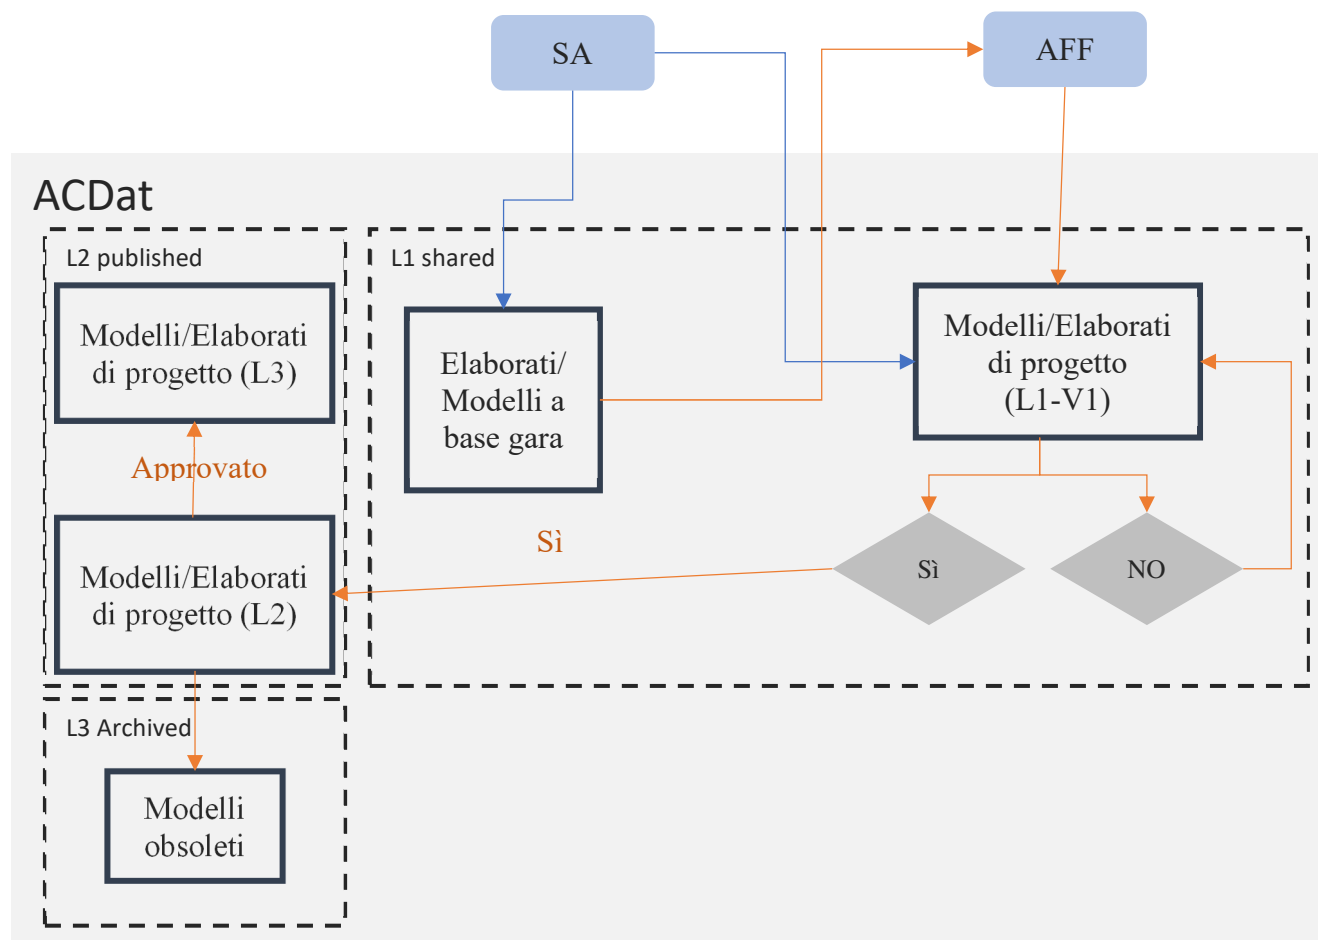 SA
AFF
ACDat
L2 published
Modelli/Elaborati
di progetto (L3)
Approvato
Modelli/Elaborati
di progetto (L2)
L1 shared
Elaborati/
Modelli a
base gara
Modelli/Elaborati
di progetto
(L1-V1)
Sì
Sì
NO
L3 Archived
Modelli
obsoleti